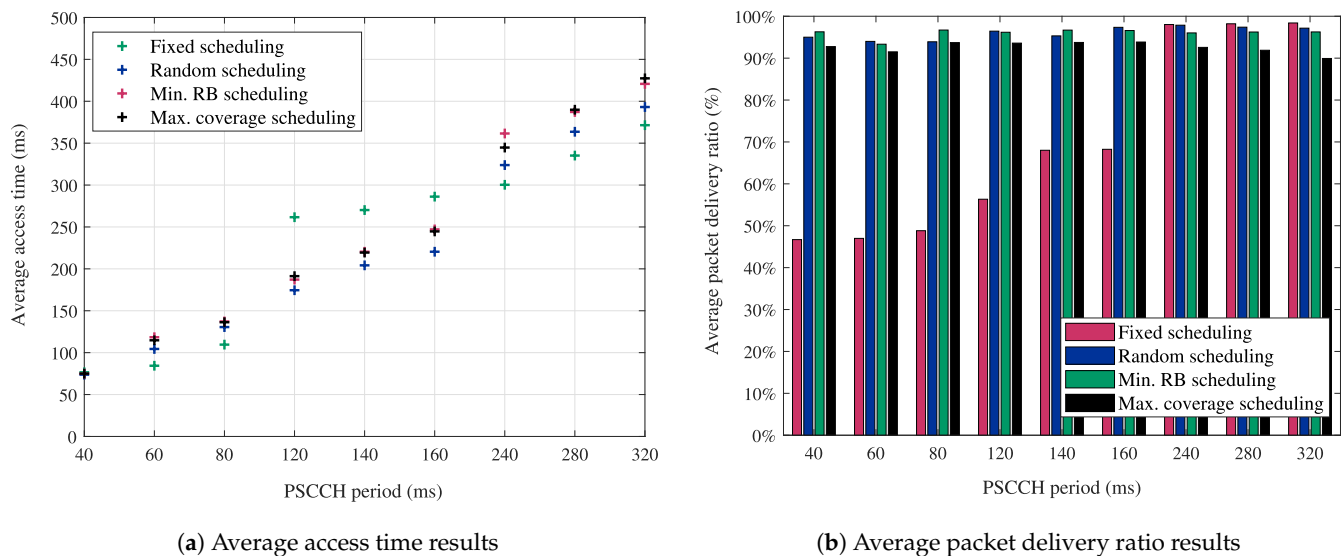 500
450
400
350
300
250
200
150
100
50
0
Average access time (ms)
Fixed scheduling
Random scheduling
Min. RB scheduling
Max. coverage scheduling
40 60 80 120 140 160 240 280 320
PSCCH period (ms)
(a) Average access time results
100%
90%
80%
70%
60%
50%
40%
30%
20%
10%
0%
Average packet delivery ratio (%)
Fixed scheduling
Random scheduling
Min. RB scheduling
Max. coverage scheduling
40 60 80 120 140 160 240 280 320
PSCCH period (ms)
(b) Average packet delivery ratio results